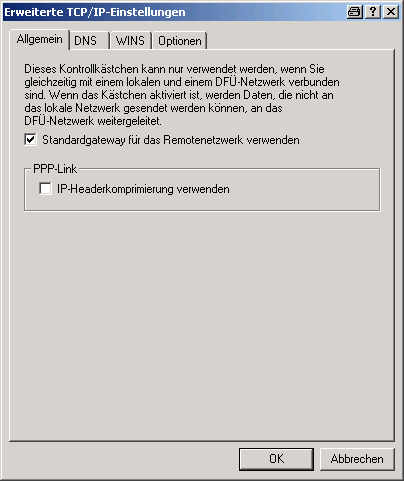 Erweiterte TCP/IP-Einstellungen
Allgemein DNS WINS Optionen
Dieses Kontrollkästchen kann nur verwendet werden, wenn Sie
gleichzeitig mit einem lokalen und einem DFÜ-Netzwerk verbunden
sind. Wenn das Kästchen aktiviert ist, werden Daten, die nicht an
das lokale Netzwerk gesendet werden können, an das
DFÜ-Netzwerk weitergeleitet.
Standardgateway für das Remotenetzwerk verwenden
PPP-Link
IP-Headerkomprimierung verwenden
OK Abbrechen